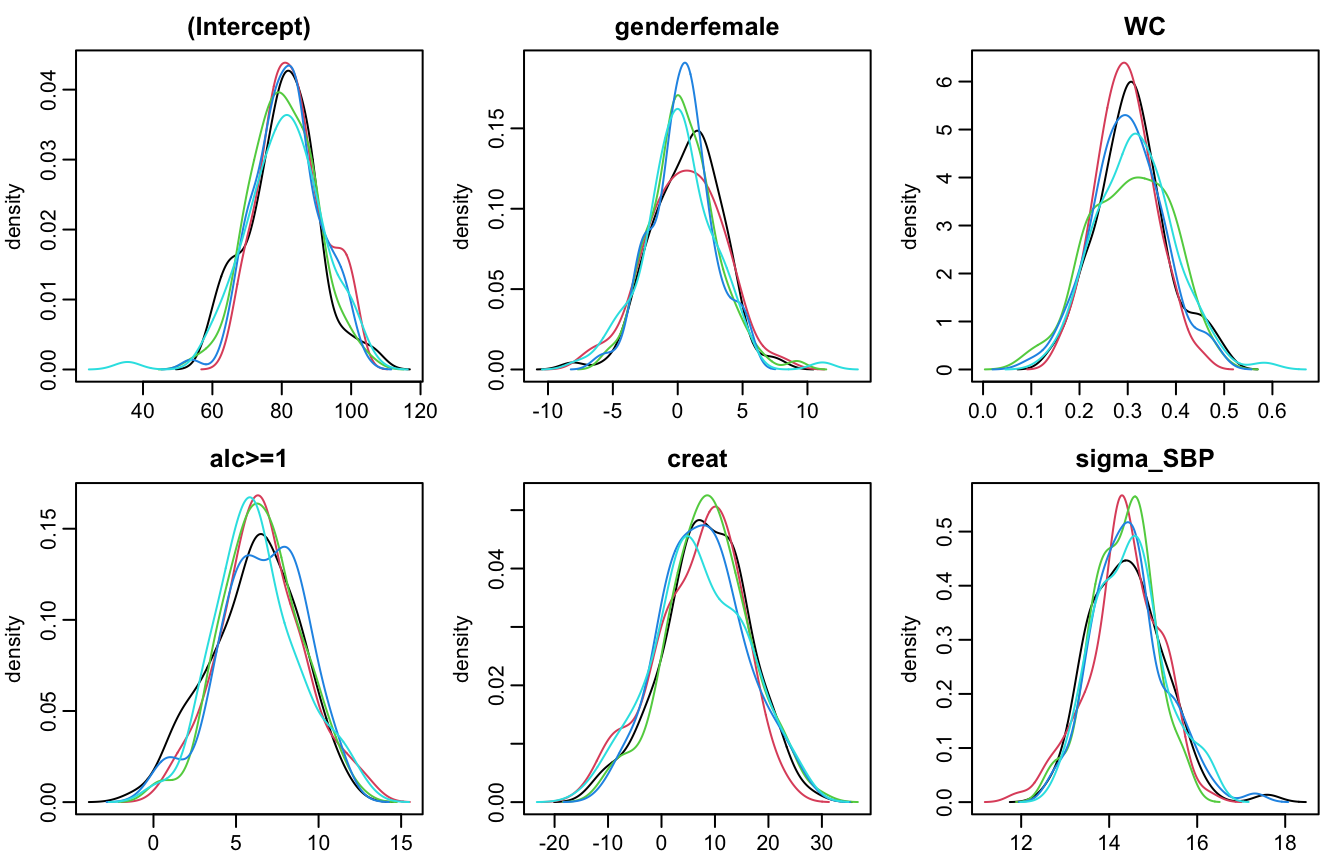 (Intercept)
density
0.00 0.01 0.02 0.03 0.04
40 60 80 100 120
genderfemale
density
0.00 0.05 0.10 0.15
-10 -5 0 5 10
WC
density
0 1 2 3 4 5 6
0.0 0.1 0.2 0.3 0.4 0.5 0.6
alc>=1
density
0.00 0.05 0.10 0.15
0 5 10 15
creat
density
0.00 0.02 0.04
-20 -10 0 10 20 30
sigma_SBP
density
0.0 0.1 0.2 0.3 0.4 0.5
12 14 16 18